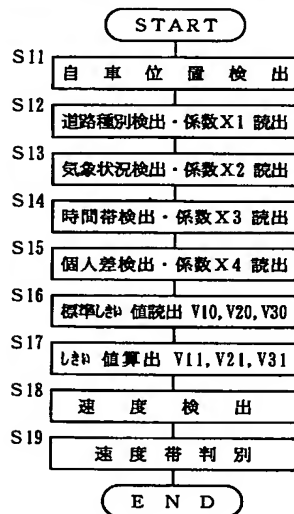 START
S11
自車位置検出
S12
道路種別検出・係数X1 読出
S13
気象状況検出・係数X2 読出
S14
時間帯検出・係数X3 読出
S15
個人差検出・係数X4 読出
S16
標準しきい値読出 V10,V20,V30
S17
しきい値算出 V11,V21,V31
S18
速度検出
S19
速度帯判別
END